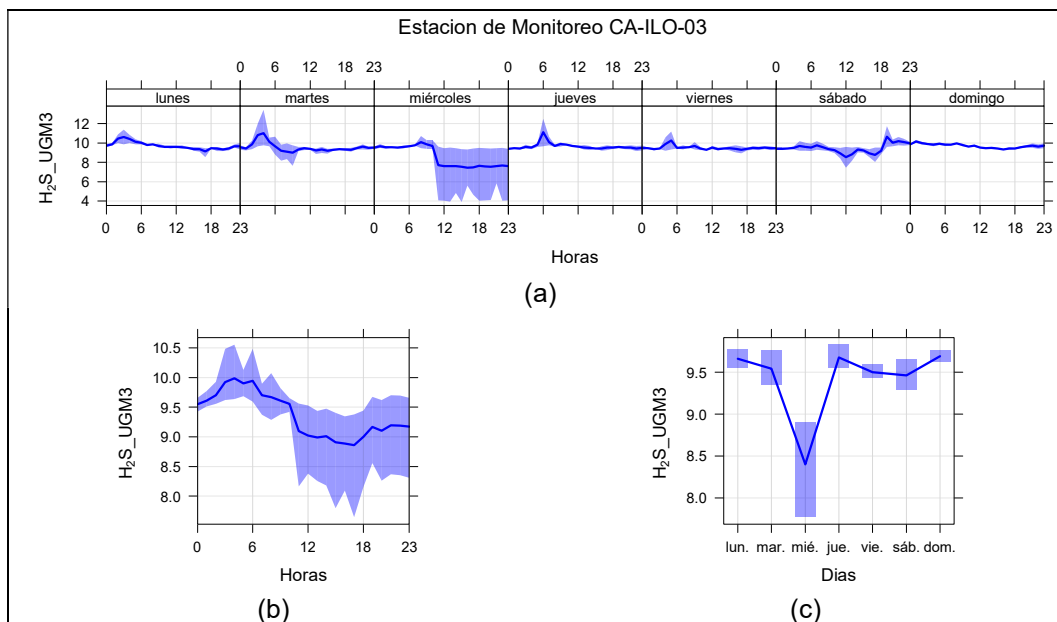 Estacion de Monitoreo CA-ILO-03
0 6 12 18 23 0 6 12 18 23 0 6 12 18 23
lunes martes miércoles jueves viernes sábado domingo
H₂S_UGM3
12
10
8
6
4
0 6 12 18 23 0 6 12 18 23 0 6 12 18 23 0 6 12 18 23
Horas
(a)
H₂S_UGM3
10.5
10.0
9.5
9.0
8.5
8.0
0 6 12 18 23
Horas
(b)
H₂S_UGM3
9.5
9.0
8.5
8.0
lun. mar. mié. jue. vie. sáb. dom.
Dias
(c)